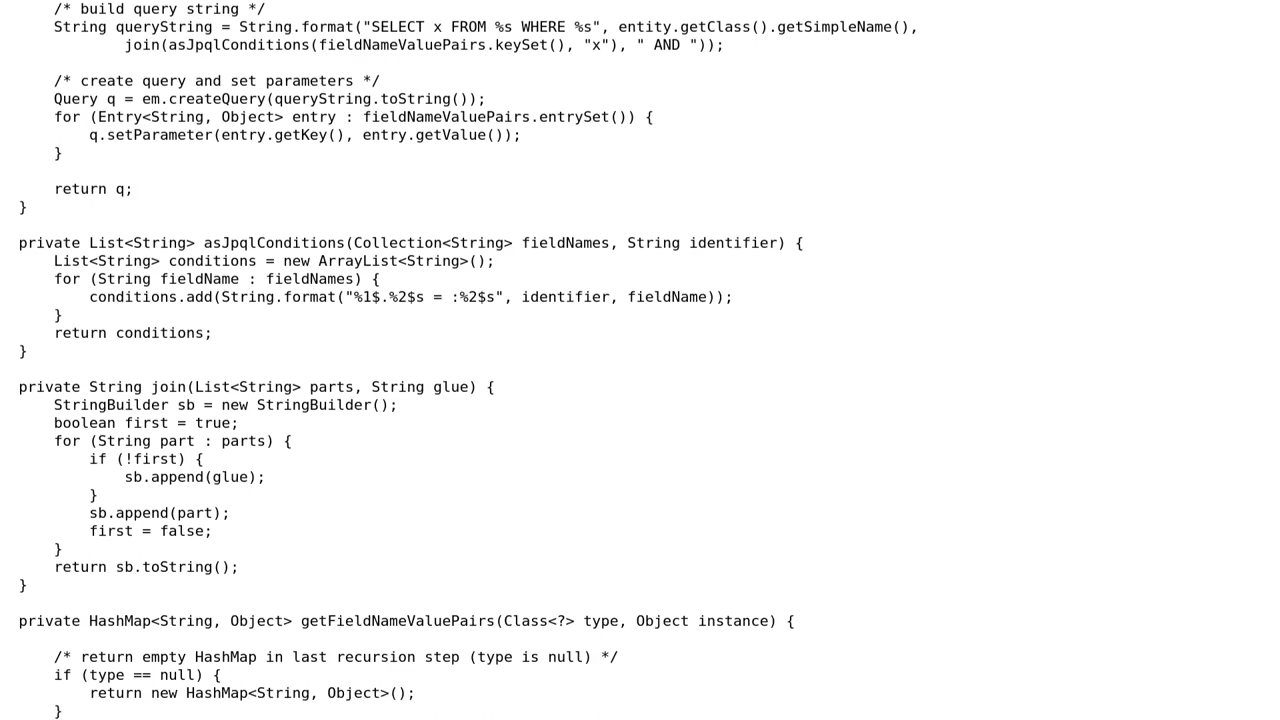 /* build query string */
String queryString = String.format("SELECT x FROM %s WHERE %s", entity.getClass().getSimpleName(),
join(asJpqlConditions(fieldNameValuePairs.keySet(), "x"), " AND "));
/* create query and set parameters */
Query q = em.createQuery(queryString.toString());
for (Entry<String, Object> entry : fieldNameValuePairs.entrySet()) {
q.setParameter(entry.getKey(), entry.getValue());
}
return q;
}
private List<String> asJpqlConditions(Collection<String> fieldNames, String identifier) {
List<String> conditions = new ArrayList<String>();
for (String fieldName : fieldNames) {
conditions.add(String.format("%1$.%2$s = :%2$s", identifier, fieldName));
}
return conditions;
}
private String join(List<String> parts, String glue) {
StringBuilder sb = new StringBuilder();
boolean first = true;
for (String part : parts) {
if (!first) {
sb.append(glue);
}
sb.append(part);
first = false;
}
return sb.toString();
}
private HashMap<String, Object> getFieldNameValuePairs(Class<?> type, Object instance) {
/* return empty HashMap in last recursion step (type is null) */
if (type == null) {
return new HashMap<String, Object>();
}